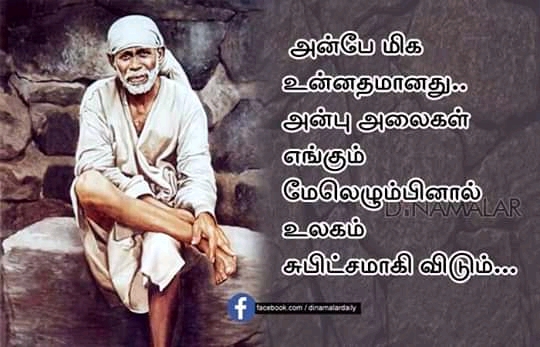 அன்பே மிக
உன்னதமானது..
அன்பு அலைகள்
எங்கும்
மேலெழும்பினால்
DINAMALAR
உலகம்
சுபிட்சமாகி விடும்...
f facebook.com / dinamalardaily